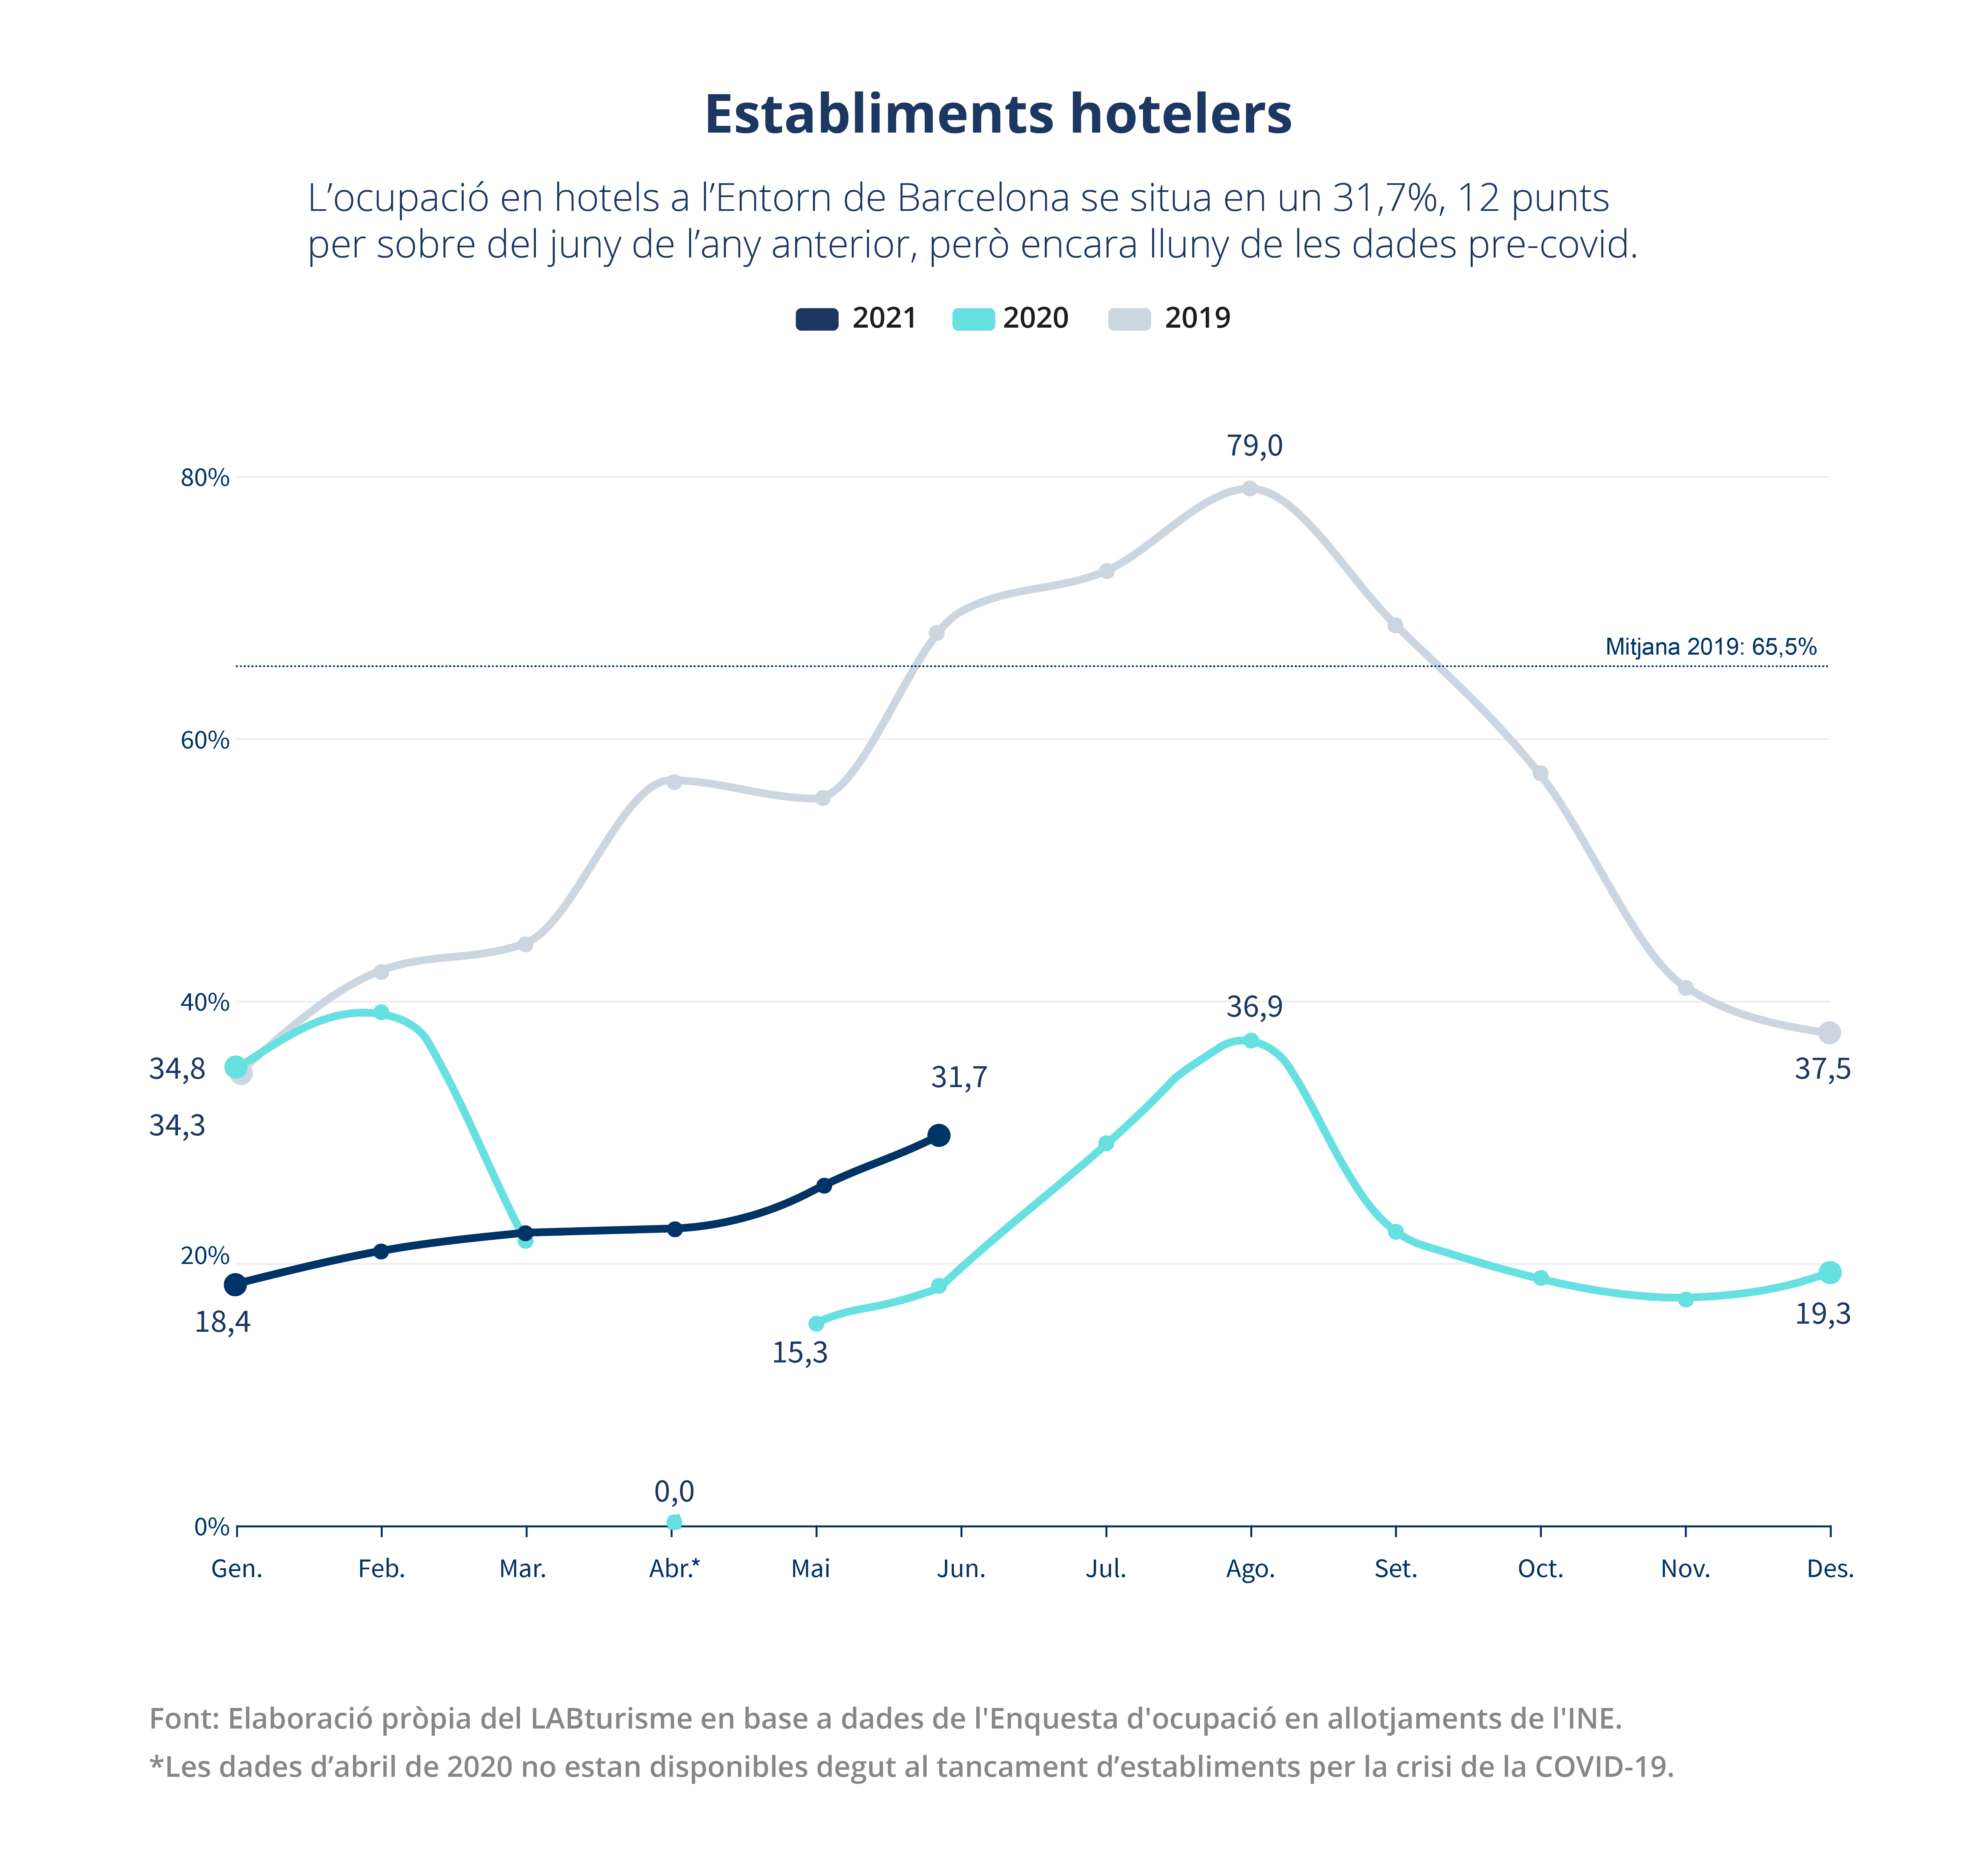 Establiments hotelers
L’ocupació en hotels a l’Entorn de Barcelona se situa en un 31,7%, 12 punts
per sobre del juny de l’any anterior, però encara lluny de les dades pre-covid.
2021 2020 2019
79,0
80%
Mitjana 2019: 65,5%
60%
40%
36,9
34,8
31,7
37,5
34,3
20%
18,4
19,3
15,3
0,0
0%
Gen. Feb. Mar. Abr.* Mai Jun. Jul. Ago. Set. Oct. Nov. Des.
Font: Elaboració pròpia del LABturisme en base a dades de l'Enquesta d'ocupació en allotjaments de l'INE.
*Les dades d’abril de 2020 no estan disponibles degut al tancament d’establiments per la crisi de la COVID-19.